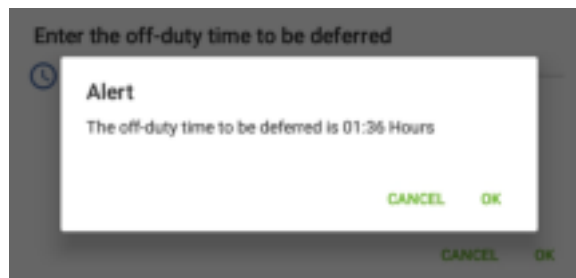 Enter the off-duty time to be deferred
Alert
The off-duty time to be deferred is 01:36 Hours
CANCEL OK
CANCEL OK